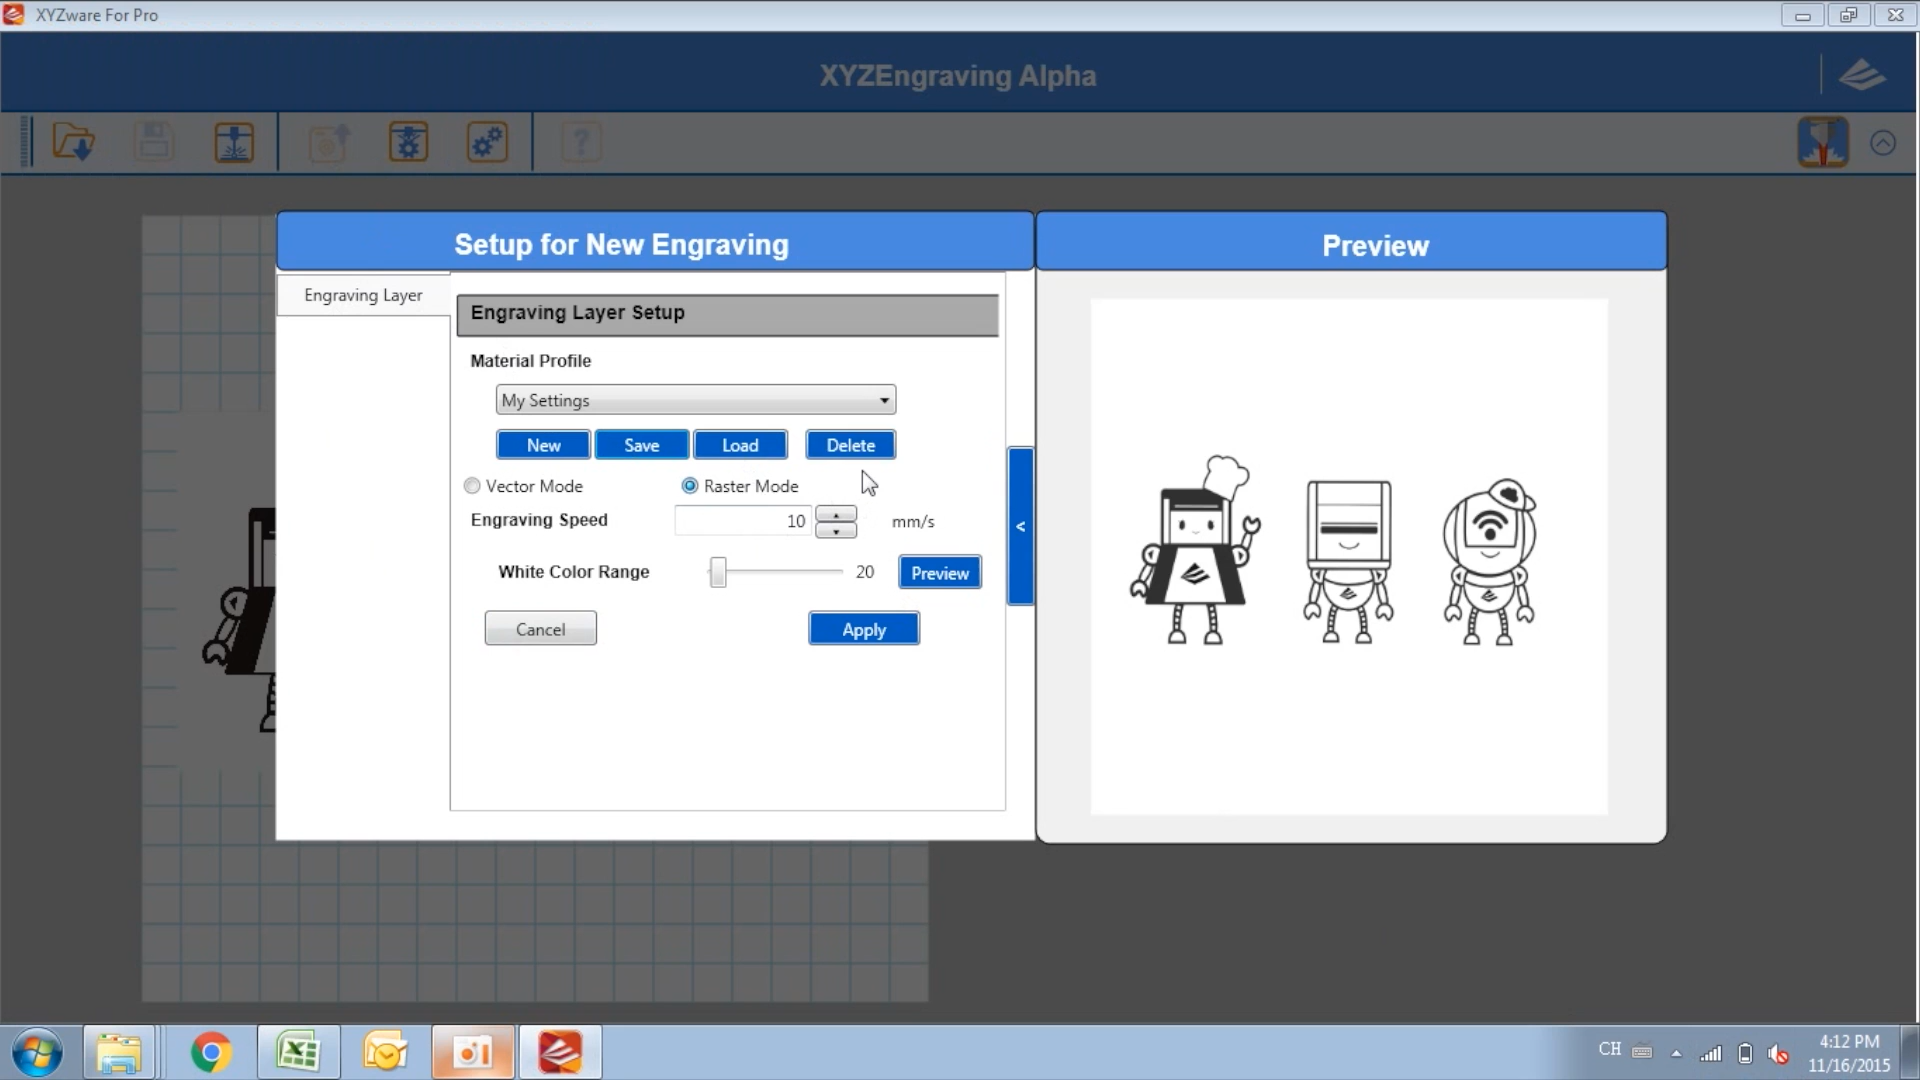 XYZware For Pro
XYZEngraving Alpha
?
Setup for New Engraving
Preview
Engraving Layer
Engraving Layer Setup
Material Profile
My Settings
New Save Load Delete
Vector Mode Raster Mode
Engraving Speed 10 mm/s
<
White Color Range 20 Preview
Cancel Apply
CH
4:12 PM
11/16/2015